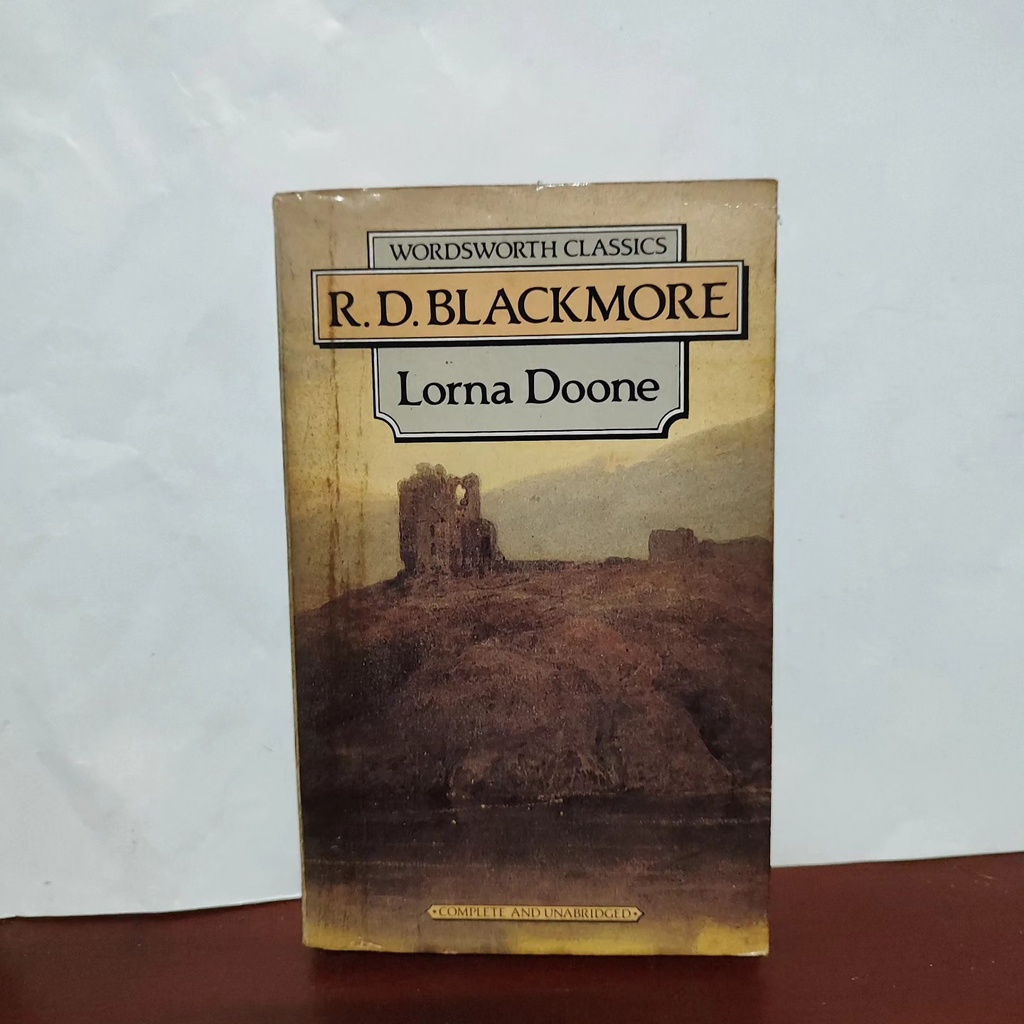 WORDSWORTH CLASSICS
R. D. BLACKMORE
Lorna Doone
COMPLETE AND UNABRIDGED